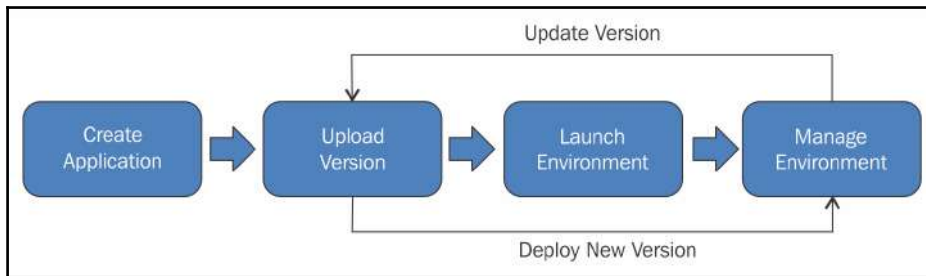 Update Version
Create
Application
Upload
Version
Launch
Environment
Manage
Environment
Deploy New Version